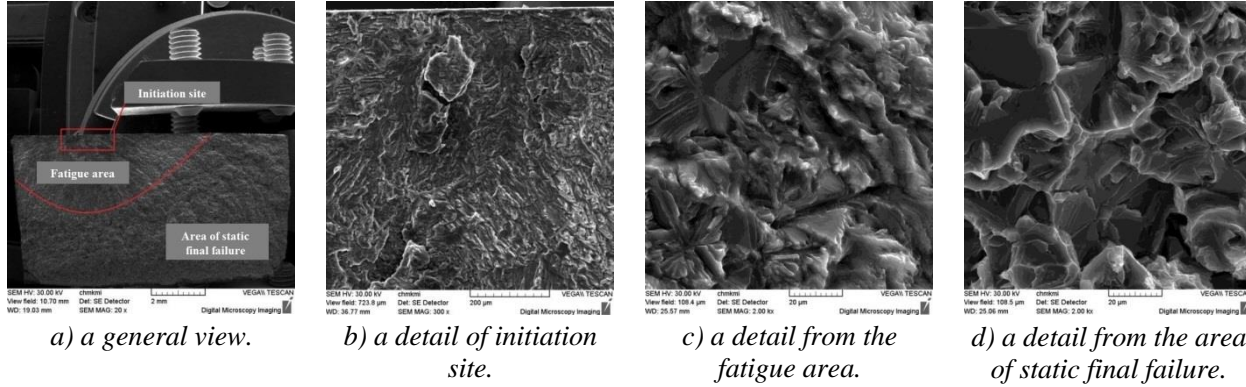 Initiation site
Fatigue area
Area of static
final failure
SEM HV: 30.00 kV
chmkmi
VEGA\\ TESCAN
View field: 10.70 mm
Det: SE Detector
2 mm
WD: 19.03 mm
SEM MAG: 20 x
Digital Microscopy Imaging
a) a general view.
SEM HV: 30.00 kV
chmkmi
VEGA\\ TESCAN
View field: 723.8 µm
Det: SE Detector
200 µm
WD: 36.77 mm
SEM MAG: 300 x
Digital Microscopy Imaging
b) a detail of initiation
site.
SEM HV: 30.00 kV
chmkmi
VEGA\\ TESCAN
View field: 108.4 µm
Det: SE Detector
20 µm
WD: 25.57 mm
SEM MAG: 2.00 kx
Digital Microscopy Imaging
c) a detail from the
fatigue area.
SEM HV: 30.00 kV
chmkmi
VEGA\\ TESCAN
View field: 108.5 µm
Det: SE Detector
20 µm
WD: 25.06 mm
SEM MAG: 2.00 kx
Digital Microscopy Imaging
d) a detail from the area
of static final failure.